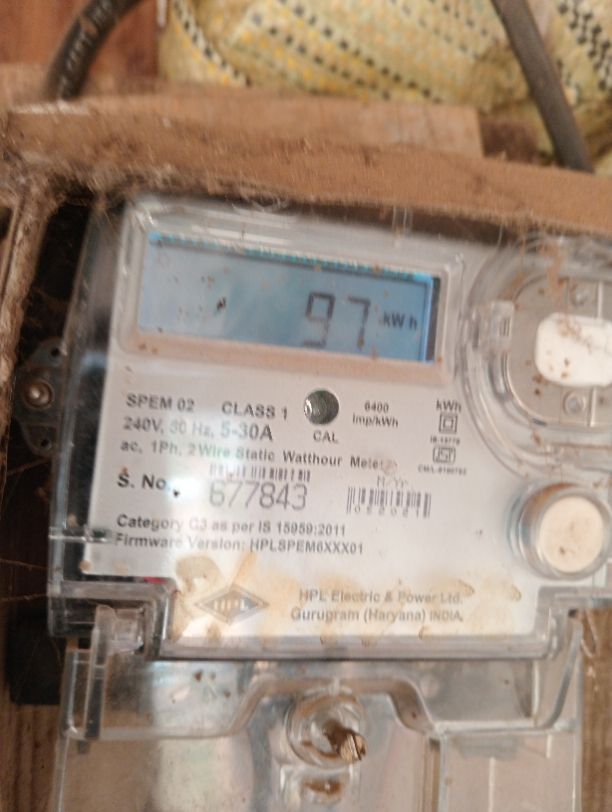 97 kWh
SPEM 02 CLASS 1
6400 imp/kWh
kWh
240V, 50 Hz, 5-30A
CAL
ac, 1Ph, 2Wire Static Watthour Meter
S. No. 677843
Category C3 as per IS 15959:2011
Firmware Version: HPLSPEM6XXX01
HPL
HPL Electric & Power Ltd.
Gurugram (Haryana) INDIA.